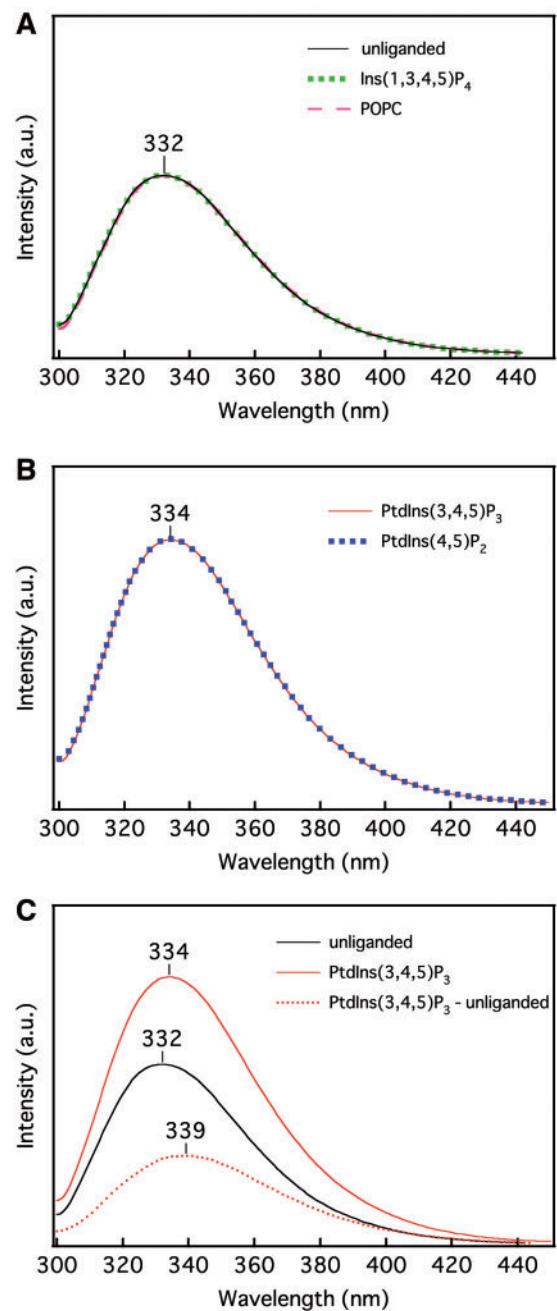 A
unliganded
Ins(1,3,4,5)P₄
POPC
332
Intensity (a.u.)
300 320 340 360 380 400 420 440
Wavelength (nm)
B
334
PtdIns(3,4,5)P₃
PtdIns(4,5)P₂
Intensity (a.u.)
300 320 340 360 380 400 420 440
Wavelength (nm)
C
unliganded
334
PtdIns(3,4,5)P₃
PtdIns(3,4,5)P₃ - unliganded
332
339
Intensity (a.u.)
300 320 340 360 380 400 420 440
Wavelength (nm)